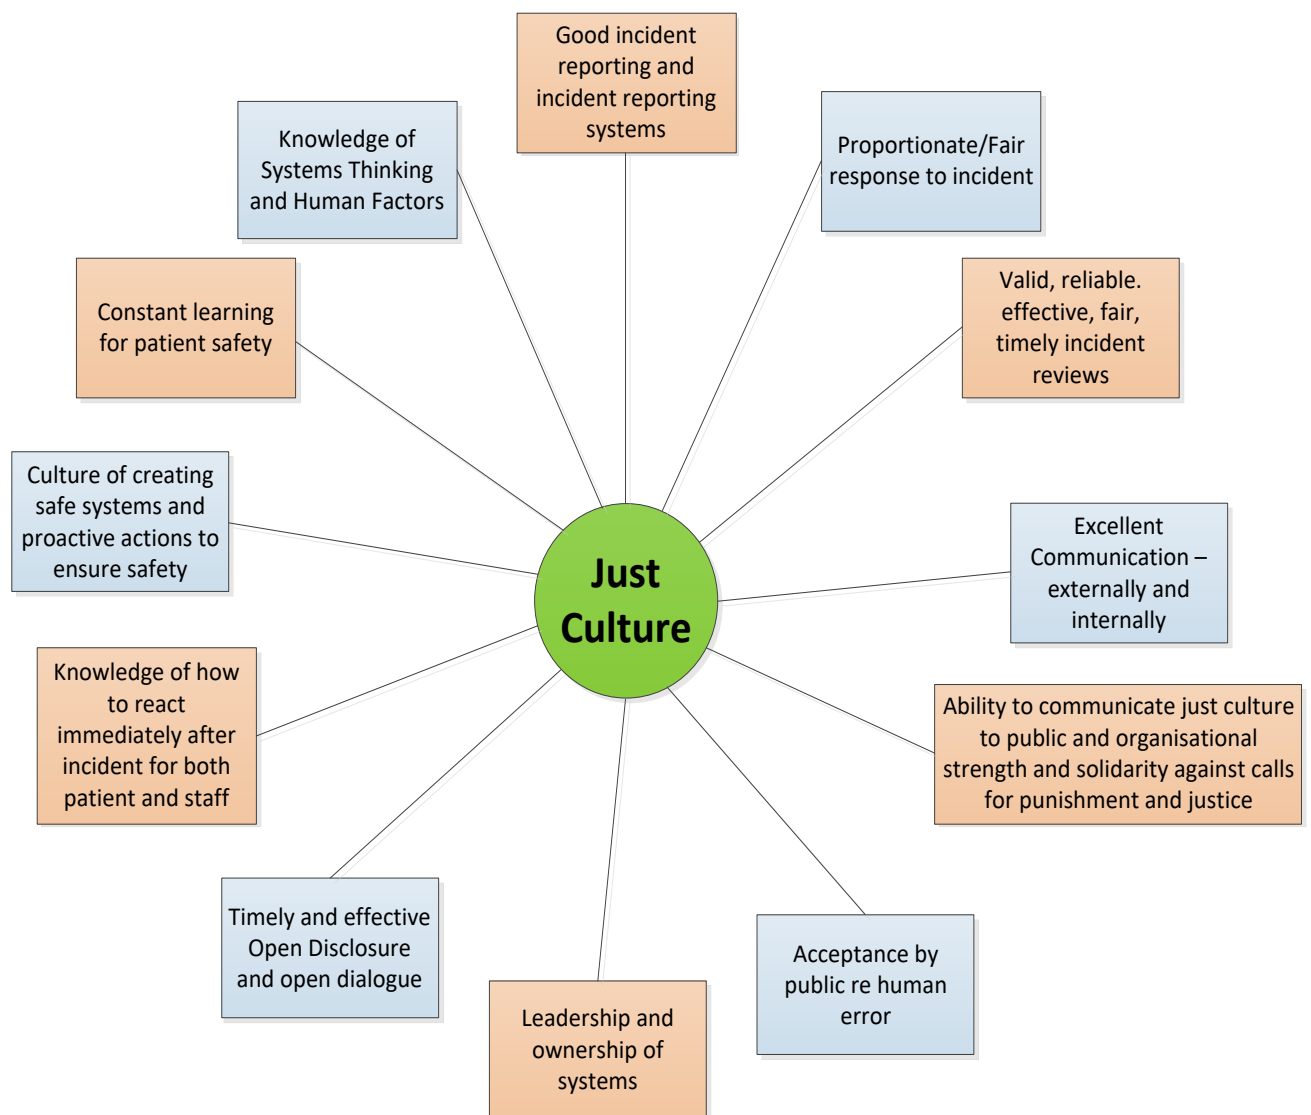 Good incident
reporting and
incident reporting
systems
Proportionate/Fair
response to incident
Valid, reliable.
effective, fair,
timely incident
reviews
Excellent
Communication –
externally and
internally
Ability to communicate just culture
to public and organisational
strength and solidarity against calls
for punishment and justice
Acceptance by
public re human
error
Leadership and
ownership of
systems
Timely and effective
Open Disclosure
and open dialogue
Knowledge of how
to react
immediately after
incident for both
patient and staff
Culture of creating
safe systems and
proactive actions to
ensure safety
Constant learning
for patient safety
Knowledge of
Systems Thinking
and Human Factors
Just
Culture